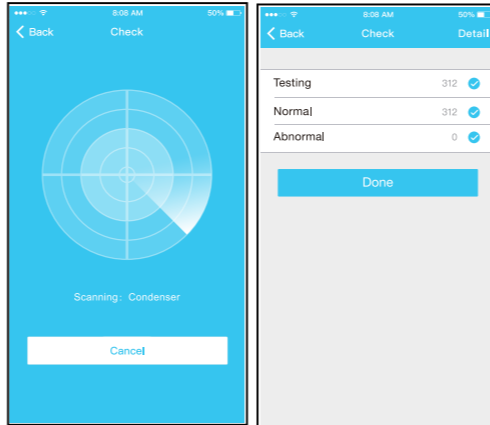 8:08 AM 50%
Back Check
Scanning: Condenser
Cancel
8:08 AM 50%
Back Check Detail
Testing 312
Normal 312
Abnormal 0
Done